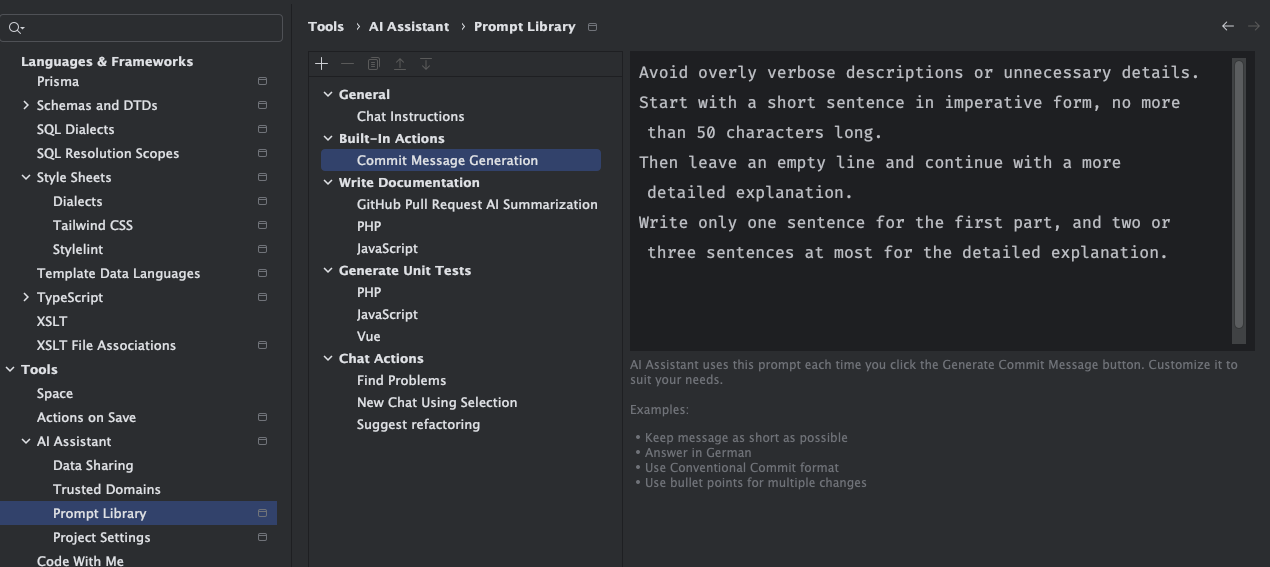 Tools › AI Assistant › Prompt Library
Languages & Frameworks
Prisma
Schemas and DTDs
SQL Dialects
SQL Resolution Scopes
Style Sheets
Dialects
Tailwind CSS
Stylelint
Template Data Languages
TypeScript
XSLT
XSLT File Associations
Tools
Space
Actions on Save
AI Assistant
Data Sharing
Trusted Domains
Prompt Library
Project Settings
Code With Me
General
Chat Instructions
Built-In Actions
Commit Message Generation
Write Documentation
GitHub Pull Request AI Summarization
PHP
JavaScript
Generate Unit Tests
PHP
JavaScript
Vue
Chat Actions
Find Problems
New Chat Using Selection
Suggest refactoring
Avoid overly verbose descriptions or unnecessary details.
Start with a short sentence in imperative form, no more
than 50 characters long.
Then leave an empty line and continue with a more
detailed explanation.
Write only one sentence for the first part, and two or
three sentences at most for the detailed explanation.
AI Assistant uses this prompt each time you click the Generate Commit Message button. Customize it to
suit your needs.
Examples:
• Keep message as short as possible
• Answer in German
• Use Conventional Commit format
• Use bullet points for multiple changes